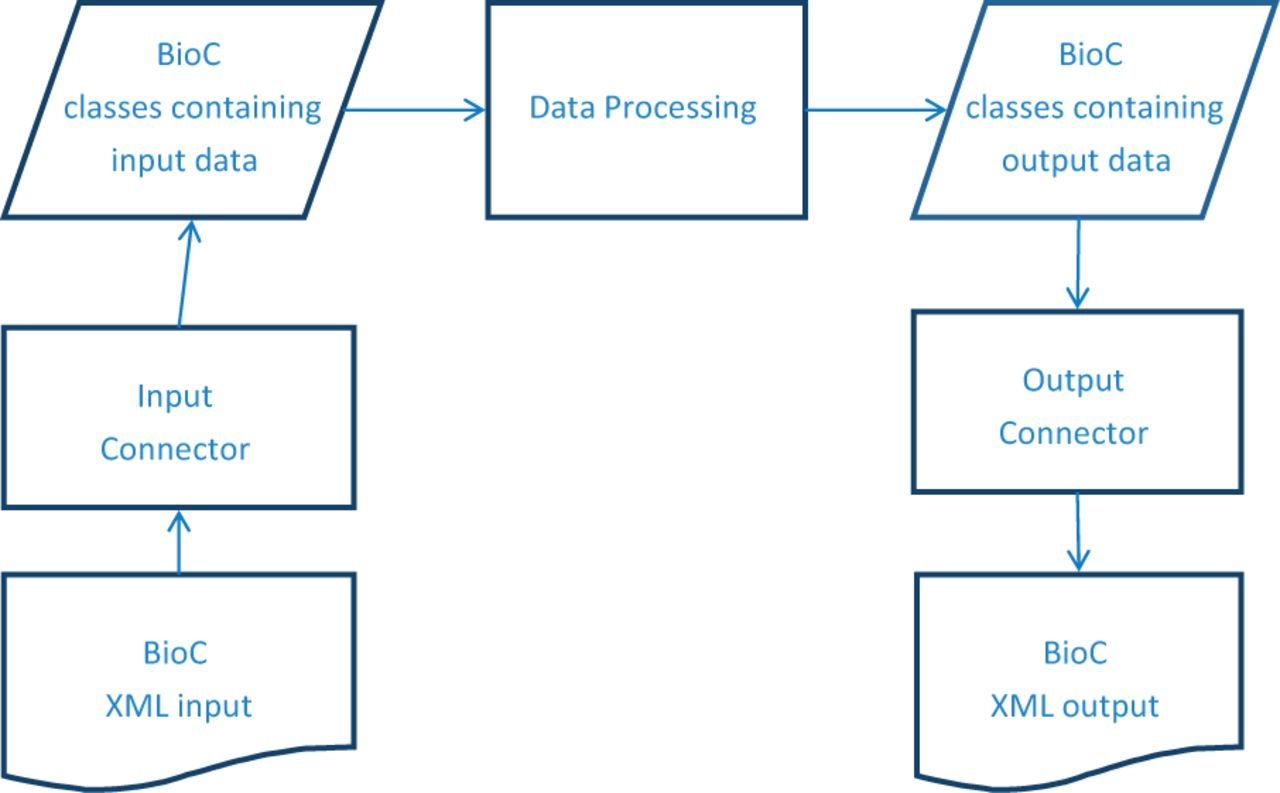 BioC
classes containing
input data
Data Processing
BioC
classes containing
output data
Input
Connector
Output
Connector
BioC
XML input
BioC
XML output